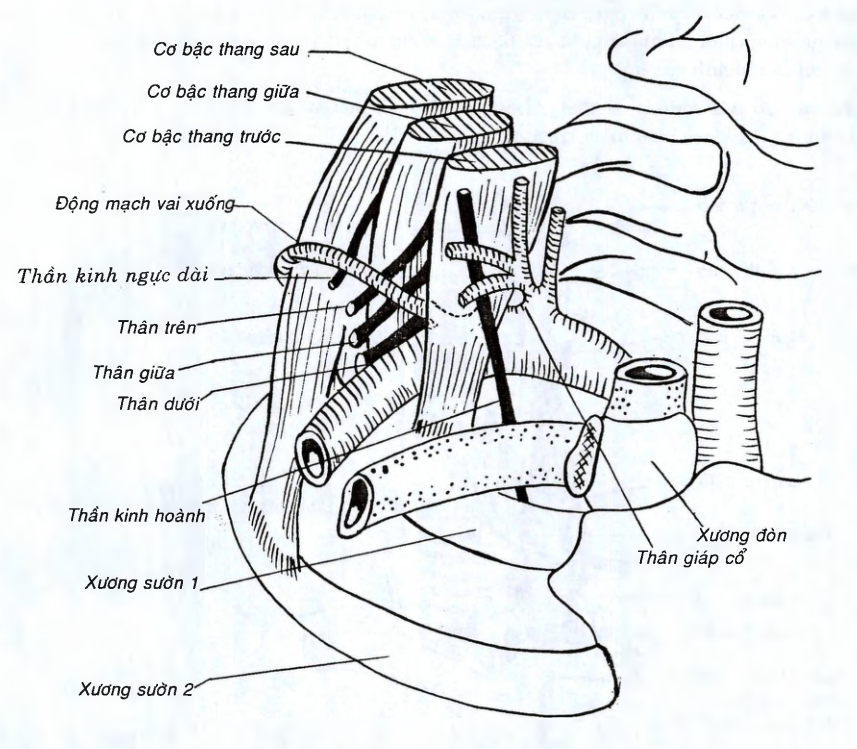 Cơ bậc thang sau
Cơ bậc thang giữa
Cơ bậc thang trước
Động mạch vai xuống
Thần kinh ngực dài
Thân trên
Thân giữa
Thân dưới
Thần kinh hoành
Xương đòn
Thân giáp cổ
Xương sườn 1
Xương sườn 2